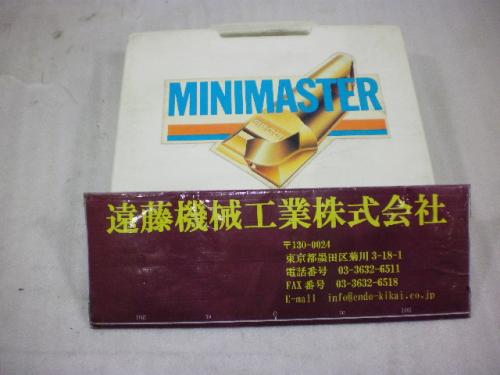 MINIMASTER
遠藤機械工業株式会社
〒130-0024
東京都墨田区菊川3-18-1
電話番号 03-3632-6511
FAX番号 03-3632-6518
E-mail info@endo-kikai.co.jp
0